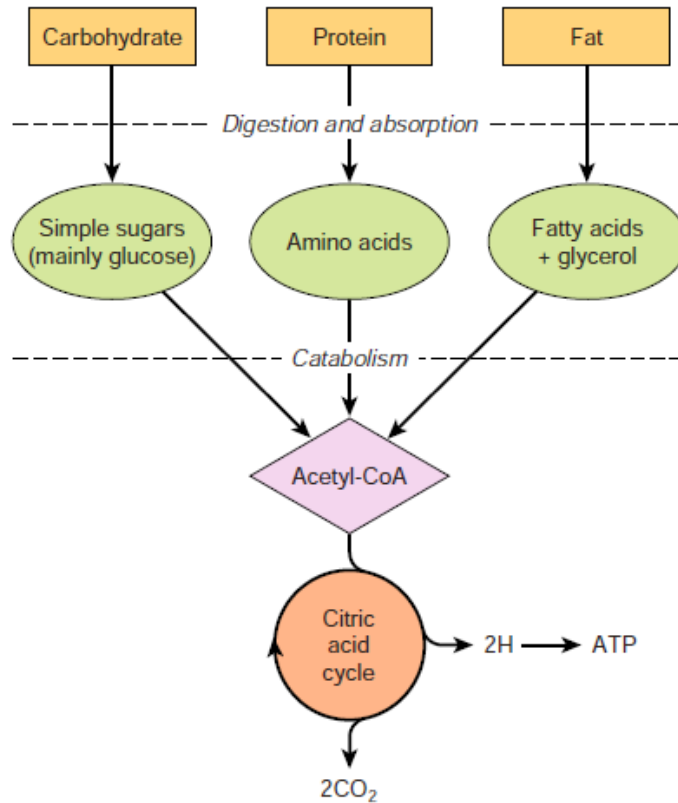 Carbohydrate
Protein
Fat
Digestion and absorption
Simple sugars
(mainly glucose)
Amino acids
Fatty acids
+ glycerol
Catabolism
Acetyl-CoA
Citric
acid
cycle
2H
ATP
2CO₂